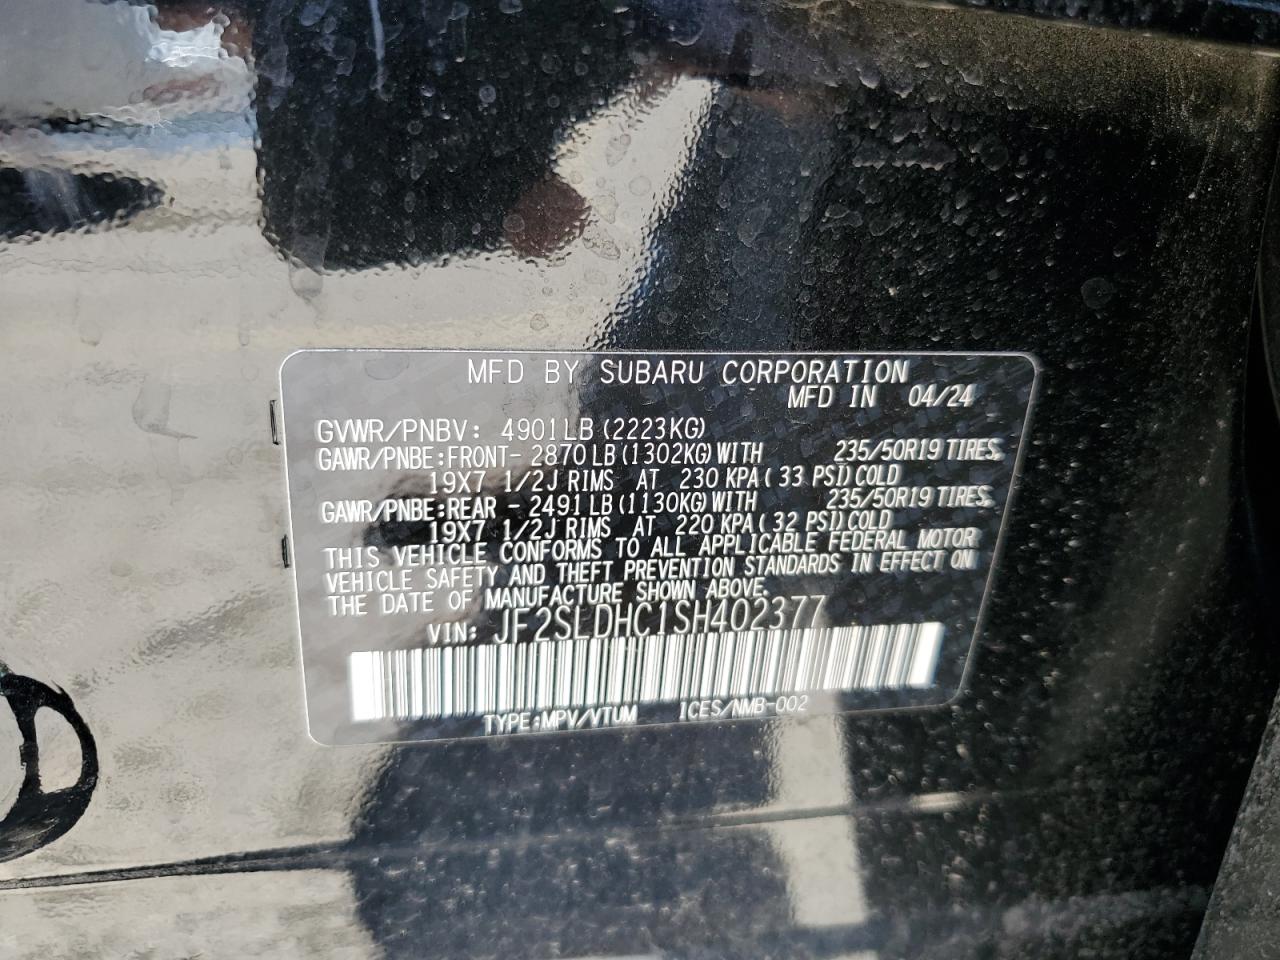 MFD BY SUBARU CORPORATION
MFD IN 04/24
GVWR/PNBV: 4901LB (2223KG)
GAWR/PNBE:FRONT- 2870LB (1302KG) WITH 235/50R19 TIRES,
19X7 1/2J RIMS AT 230 KPA( 33 PSI) COLD
GAWR/PNBE:REAR - 2491LB (1130KG) WITH 235/50R19 TIRES,
19X7 1/2J RIMS AT 220 KPA( 32 PSI) COLD
THIS VEHICLE CONFORMS TO ALL APPLICABLE FEDERAL MOTOR
VEHICLE SAFETY AND THEFT PREVENTION STANDARDS IN EFFECT ON
THE DATE OF MANUFACTURE SHOWN ABOVE.
VIN: JF2SLDHC1SH402377
TYPE:MPV/VTUM ICES/NMB-002